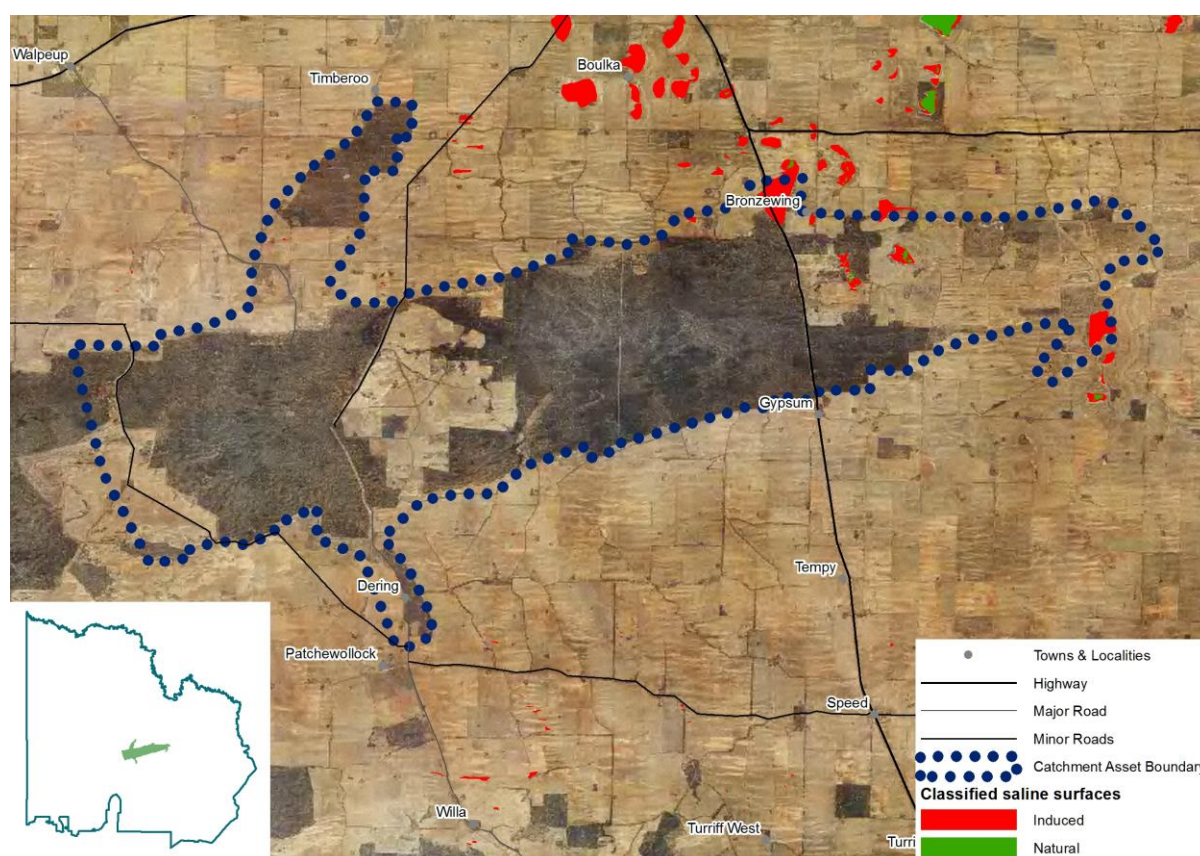 Walpeup
Timberoo
Boulka
Bronzewing
Gypsum
Dering
Tempy
Patchewollock
Speed
Willa
Turriff West
Turri
Towns & Localities
Highway
Major Road
Minor Roads
Catchment Asset Boundary
Classified saline surfaces
Induced
Natural